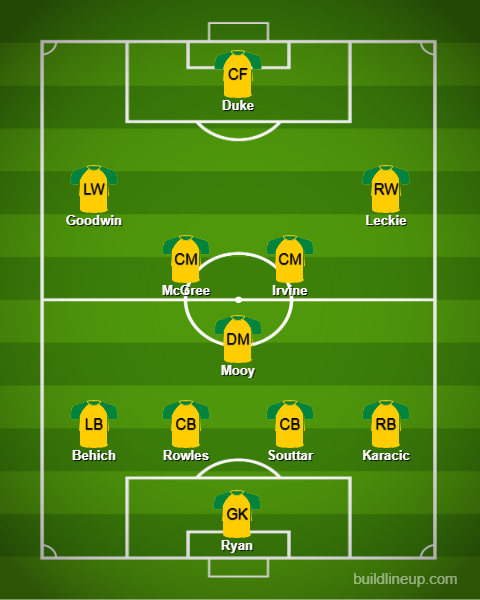 CF
Duke
LW
RW
Goodwin
Leckie
CM
CM
McGree
Irvine
DM
Mooy
LB
CB
CB
RB
Behich
Rowles
Souttar
Karacic
GK
Ryan
buildlineup.com